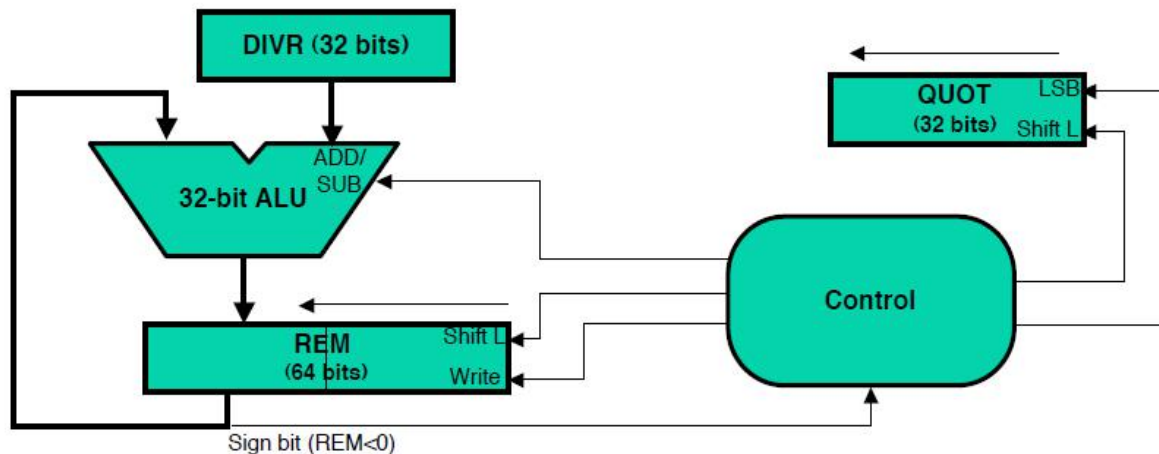 DIVR (32 bits)
QUOT
(32 bits)
LSB
Shift L
ADD/
SUB
32-bit ALU
Control
REM
(64 bits)
Shift L
Write
Sign bit (REM<0)